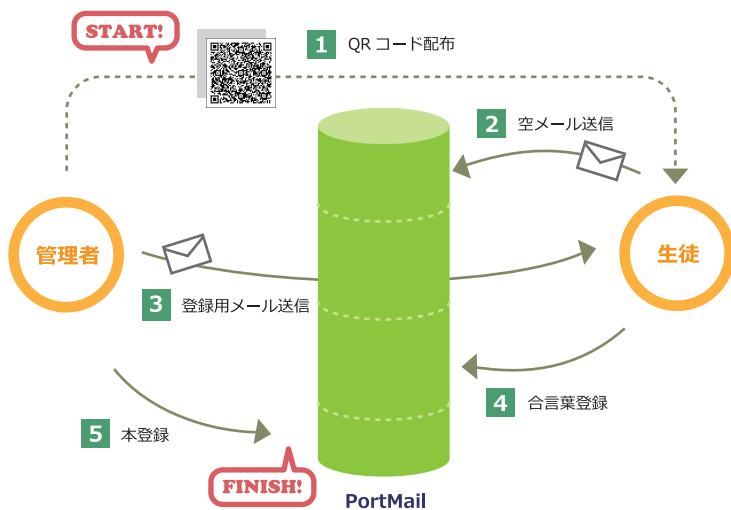 START!
1 QRコード配布
2 空メール送信
管理者
生徒
3 登録用メール送信
4 合言葉登録
5 本登録
FINISH!
PortMail